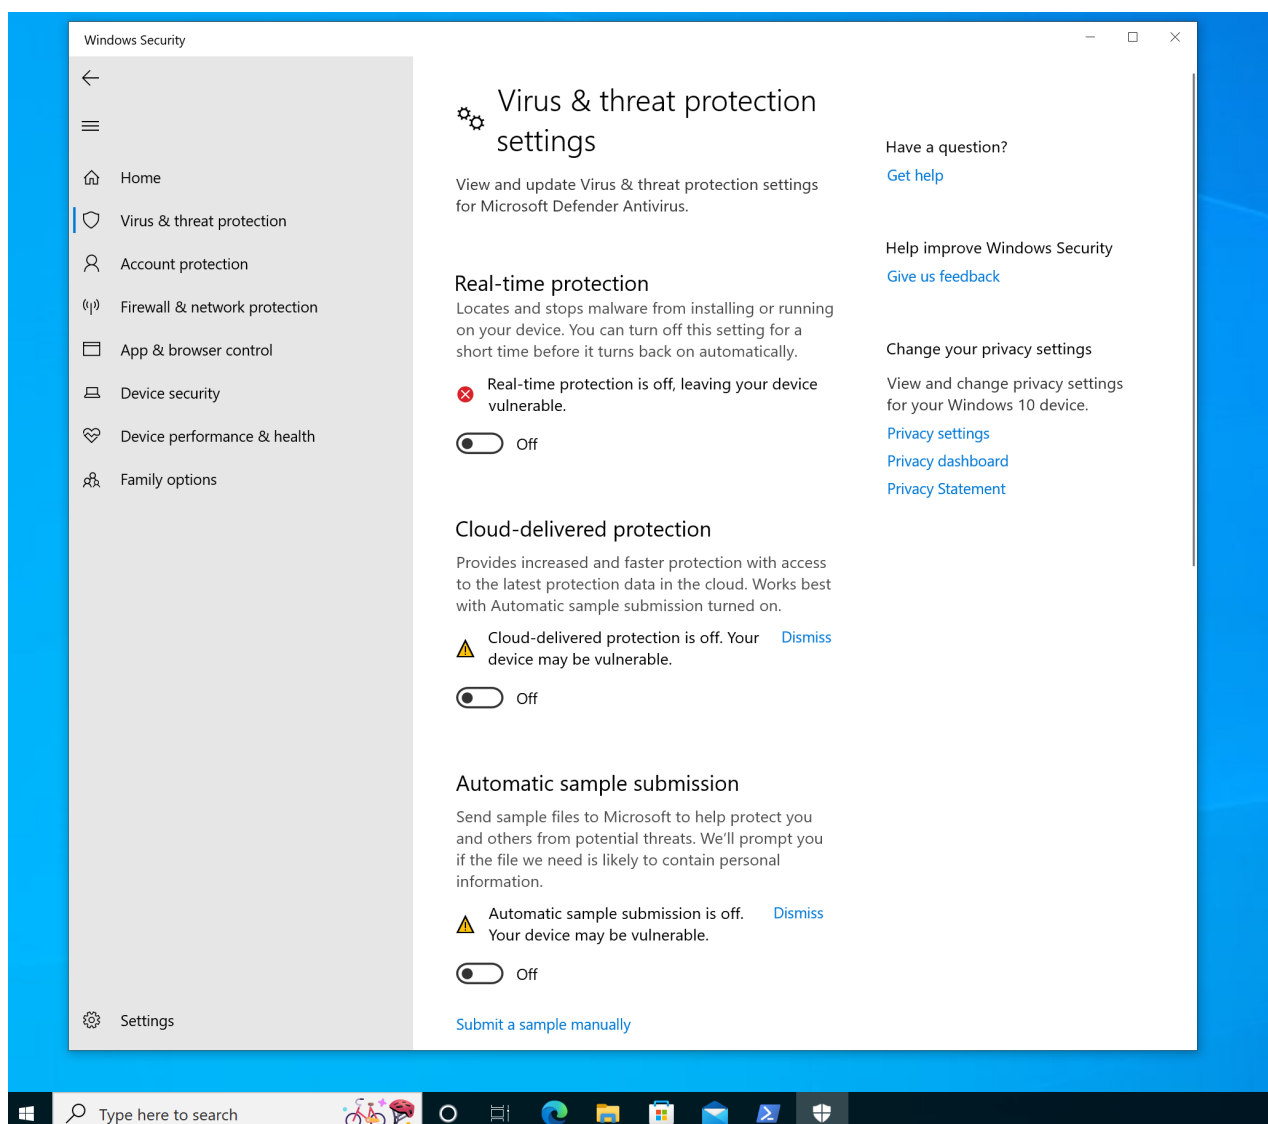 Windows Security
Home
Virus & threat protection
Account protection
Firewall & network protection
App & browser control
Device security
Device performance & health
Family options
Settings
Virus & threat protection
settings
View and update Virus & threat protection settings
for Microsoft Defender Antivirus.
Real-time protection
Locates and stops malware from installing or running
on your device. You can turn off this setting for a
short time before it turns back on automatically.
Real-time protection is off, leaving your device
vulnerable.
Off
Cloud-delivered protection
Provides increased and faster protection with access
to the latest protection data in the cloud. Works best
with Automatic sample submission turned on.
Cloud-delivered protection is off. Your
device may be vulnerable.
Dismiss
Off
Automatic sample submission
Send sample files to Microsoft to help protect you
and others from potential threats. We'll prompt you
if the file we need is likely to contain personal
information.
Automatic sample submission is off.
Your device may be vulnerable.
Dismiss
Off
Submit a sample manually
Have a question?
Get help
Help improve Windows Security
Give us feedback
Change your privacy settings
View and change privacy settings
for your Windows 10 device.
Privacy settings
Privacy dashboard
Privacy Statement
Type here to search